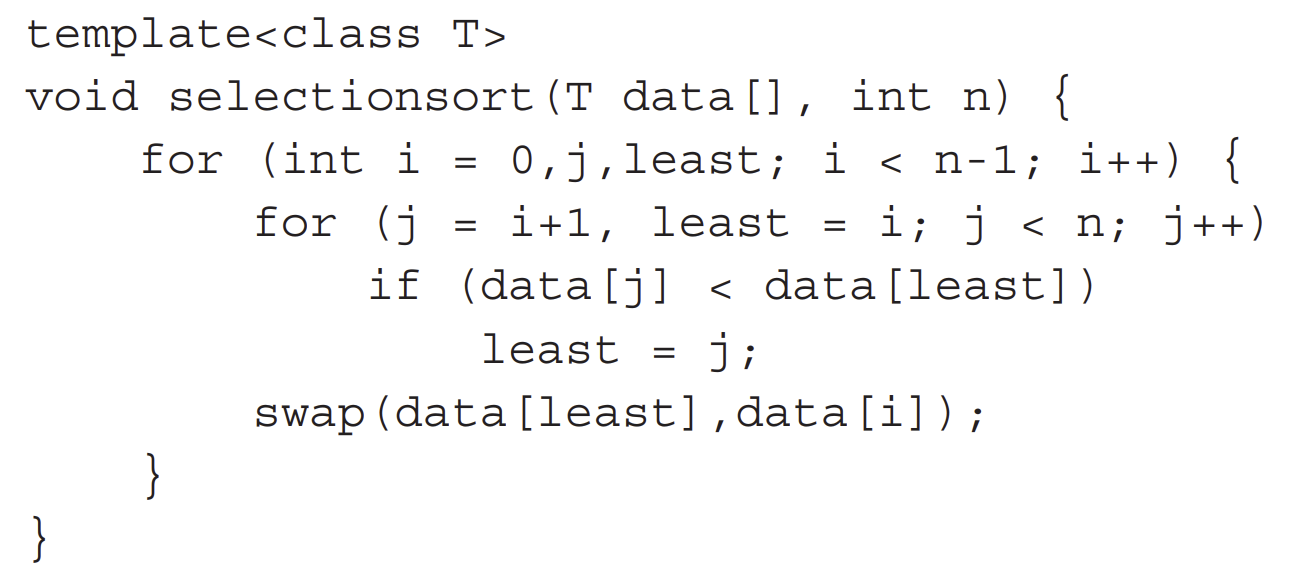 template<class T>
void selectionsort(T data[], int n) {
    for (int i = 0,j,least; i < n-1; i++) {
        for (j = i+1, least = i; j < n; j++)
            if (data[j] < data[least])
                least = j;
        swap(data[least],data[i]);
    }
}